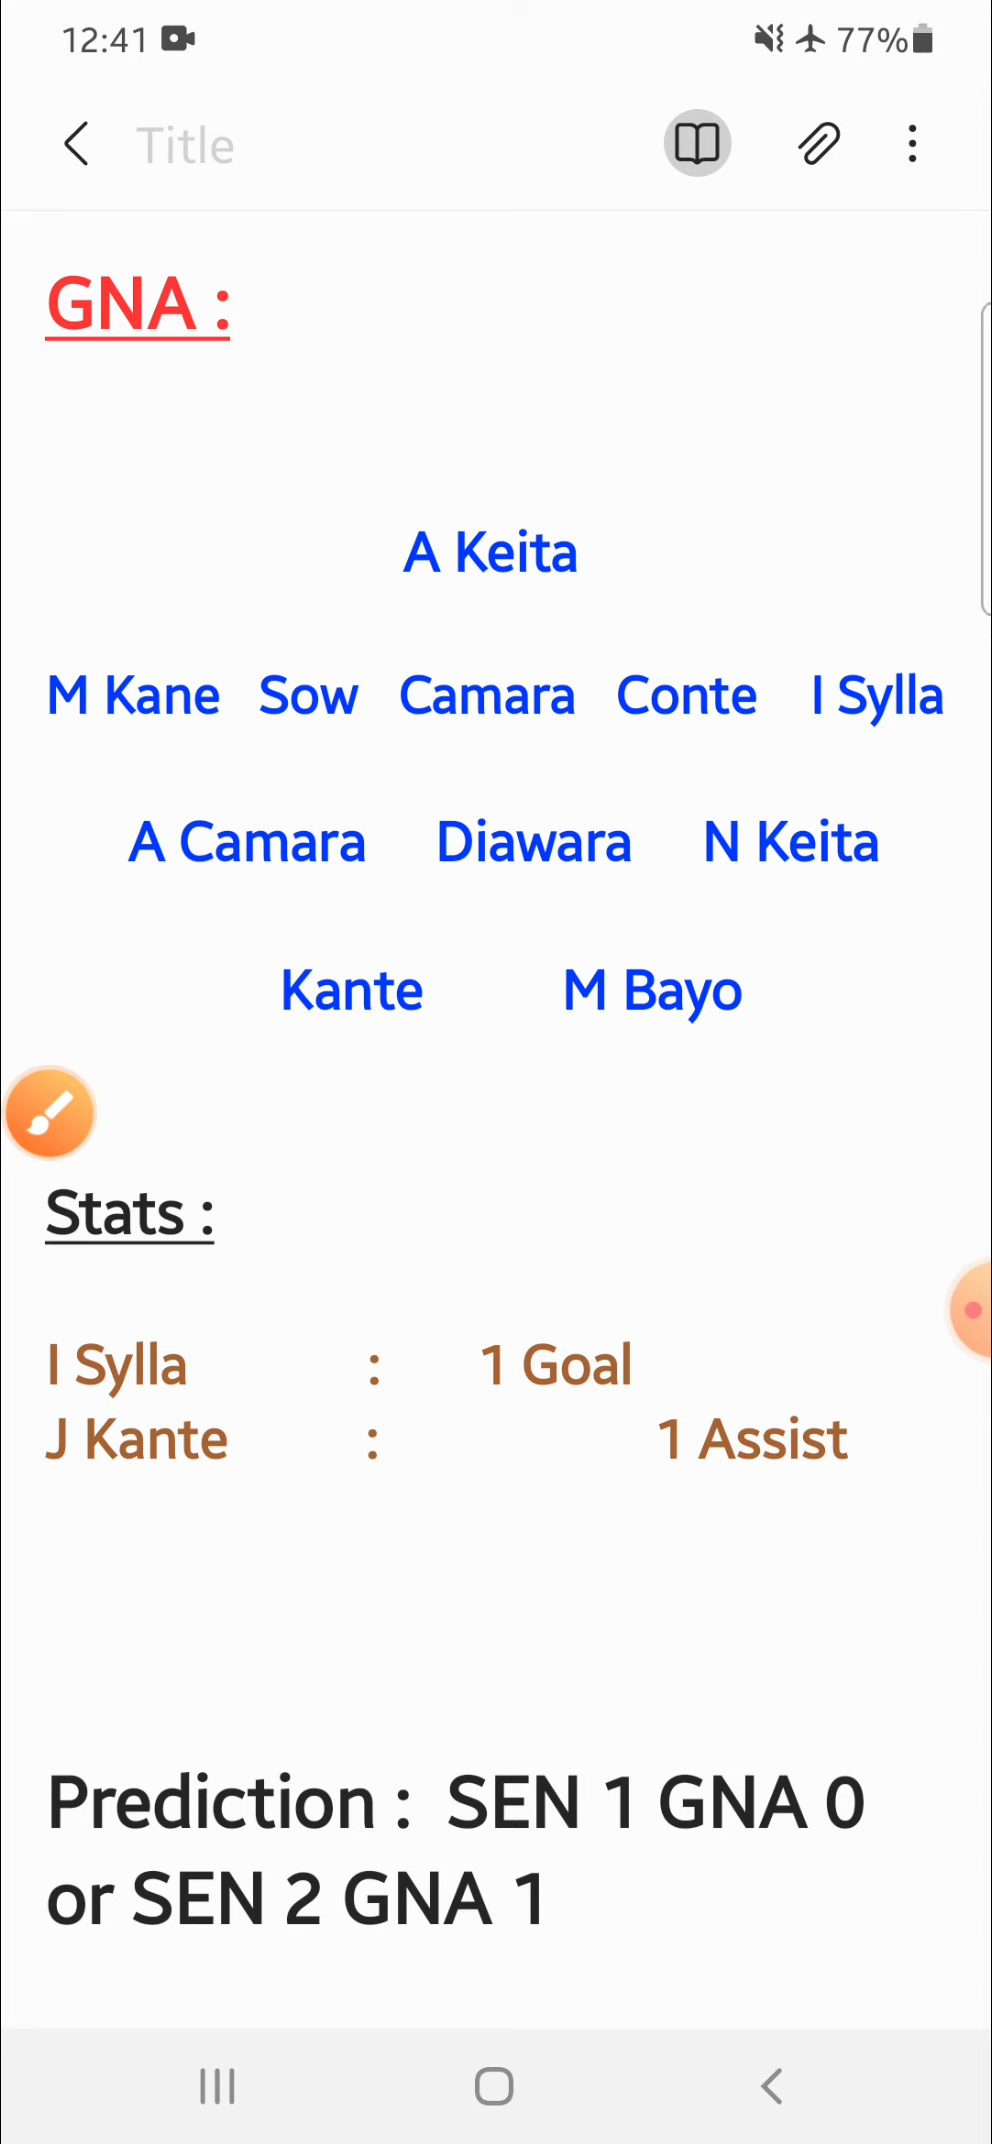 12:41 77%
Title
GNA :
A Keita
M Kane Sow Camara Conte I Sylla
A Camara Diawara N Keita
Kante M Bayo
Stats :
I Sylla : 1 Goal
J Kante : 1 Assist
Prediction : SEN 1 GNA 0
or SEN 2 GNA 1